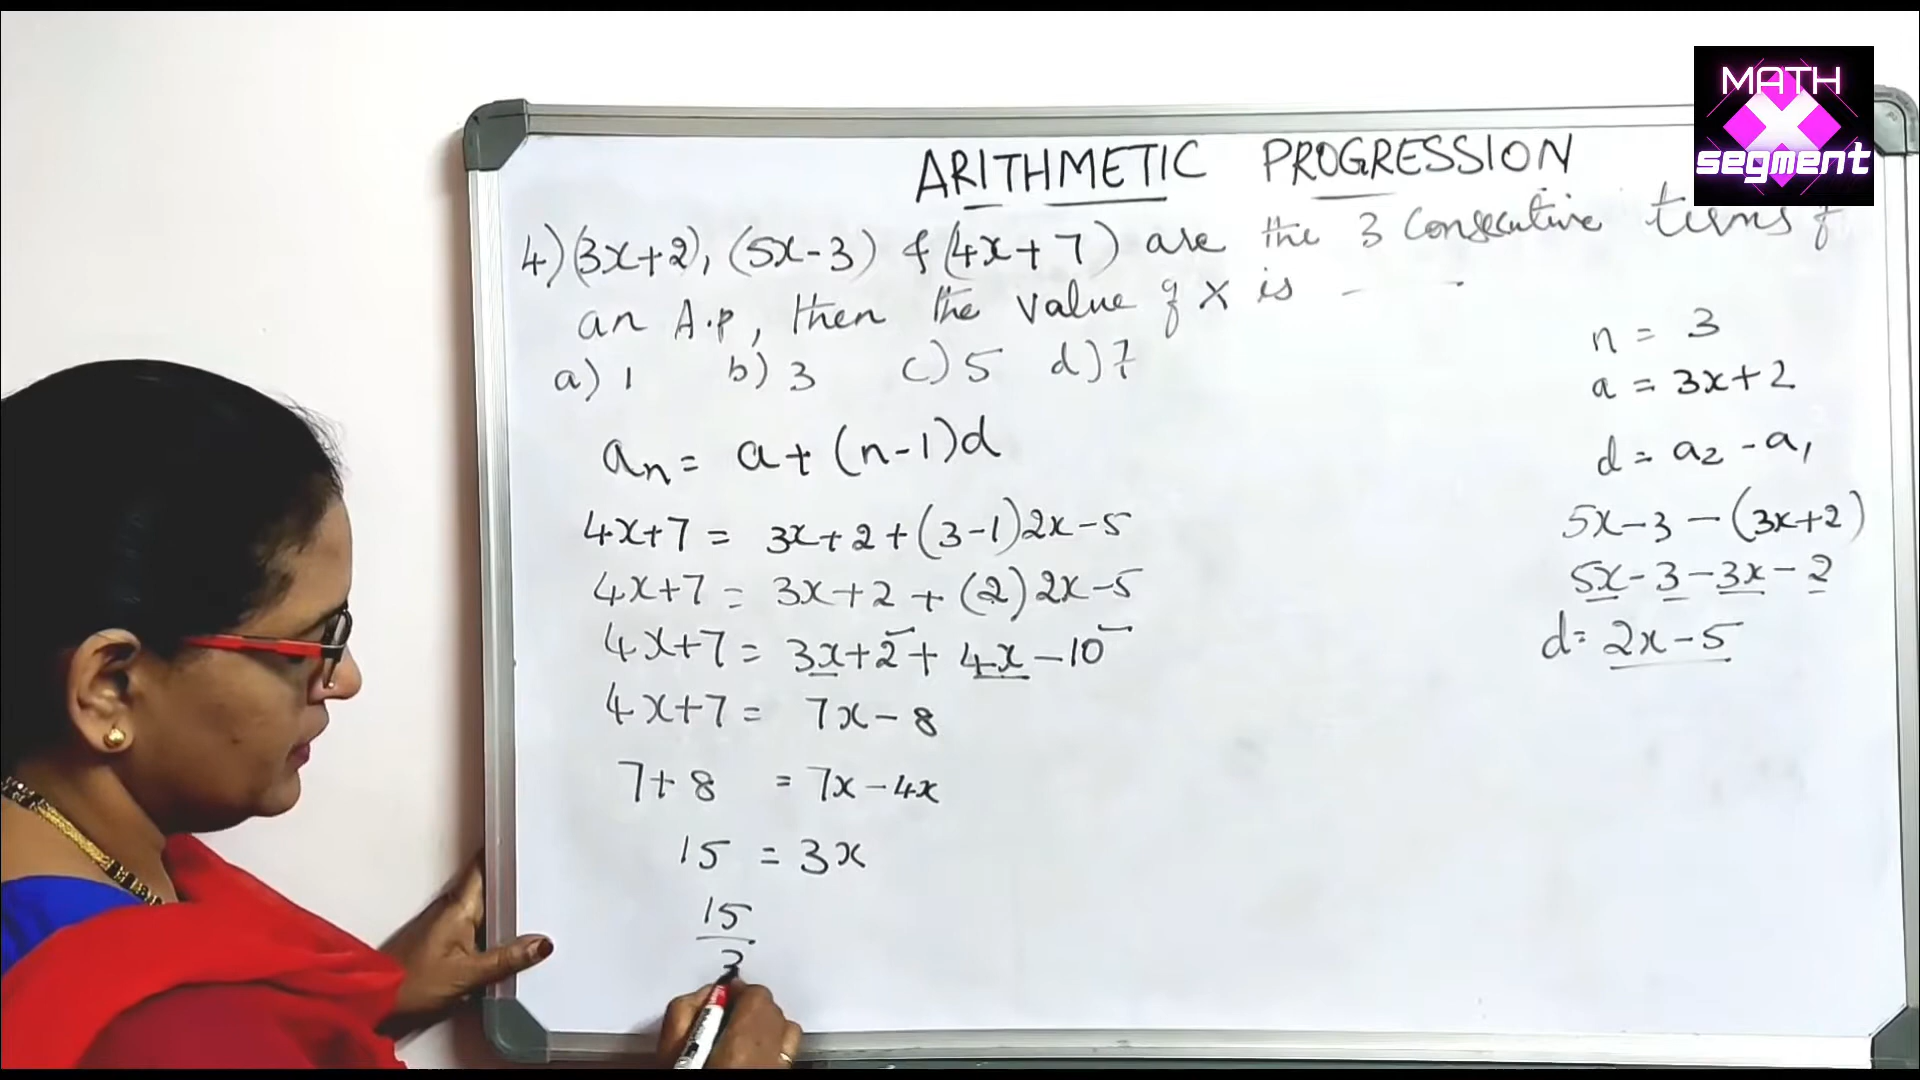 MATH
segment
ARITHMETIC PROGRESSION
4) (3x+2), (5x-3) & (4x+7) are the 3 consecutive terms of
an A.P, then the value of x is - -
a) 1 b) 3 c) 5 d) 7
n = 3
a = 3x+2
d = a₂ - a₁
5x-3-(3x+2)
5x-3-3x-2
d= 2x-5
aₙ = a+(n-1)d
4x+7 = 3x+2+(3-1)2x-5
4x+7 = 3x+2+(2)2x-5
4x+7 = 3x+2+4x-10
4x+7 = 7x-8
7+8 = 7x-4x
15 = 3x
15
3